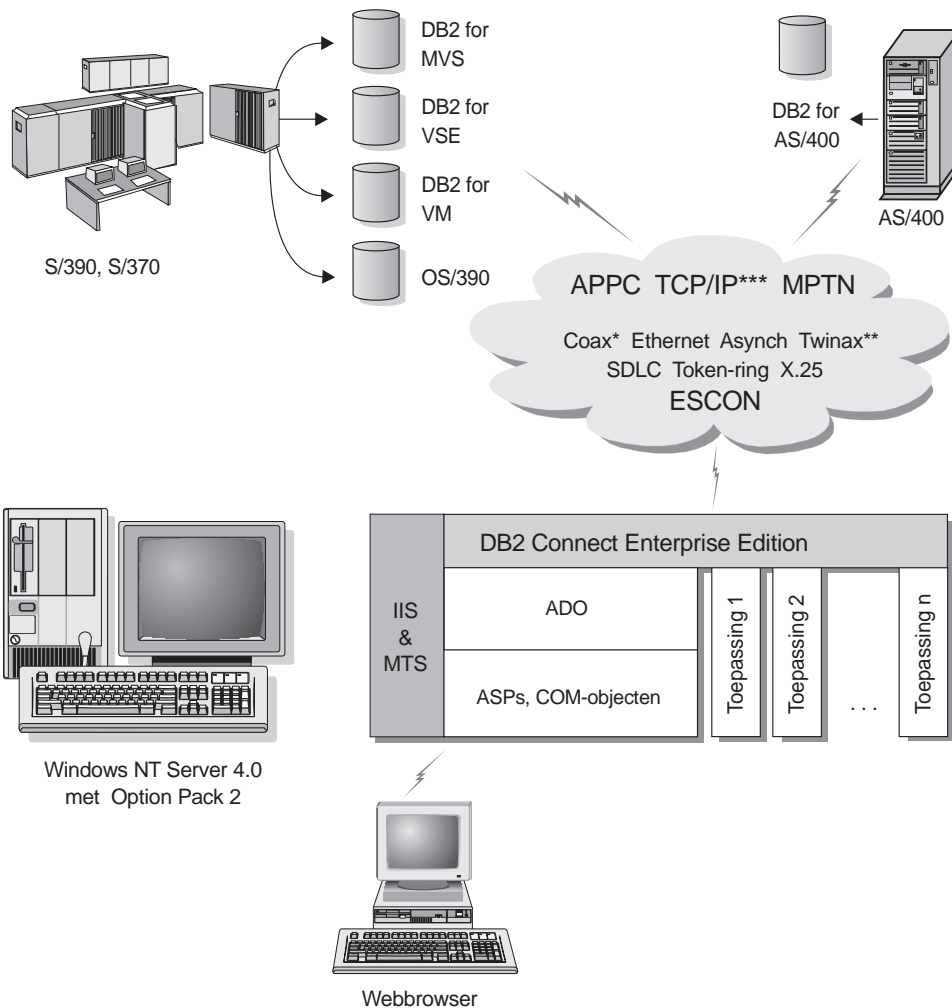 DB2 for
MVS
DB2 for
VSE
DB2 for
VM
OS/390
S/390, S/370
DB2 for
AS/400
AS/400
APPC TCP/IP*** MPTN
Coax* Ethernet Asynch Twinax**
SDLC Token-ring X.25
ESCON
DB2 Connect Enterprise Edition
IIS
&
MTS
ADO
ASPs, COM-objecten
Toepassing 1
Toepassing 2
. . .
Toepassing n
Windows NT Server 4.0
met Option Pack 2
Webbrowser